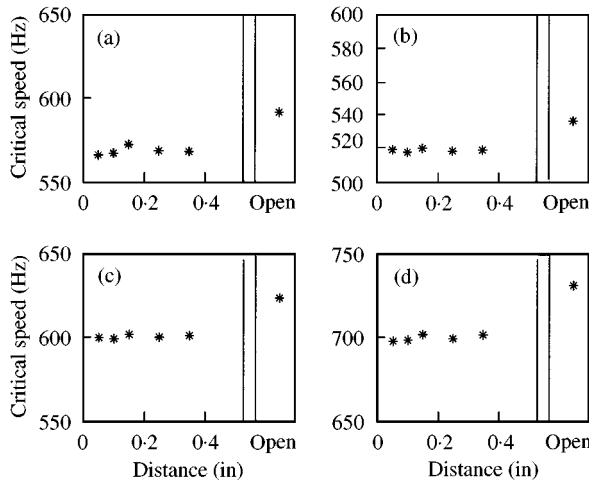 Critical speed (Hz)
650
600
550
(a)
0
0·2
0·4
Open
600
580
560
540
520
500
(b)
0
0·2
0·4
Open
Critical speed (Hz)
650
600
550
(c)
0
0·2
0·4
Open
Distance (in)
750
700
650
(d)
0
0·2
0·4
Open
Distance (in)